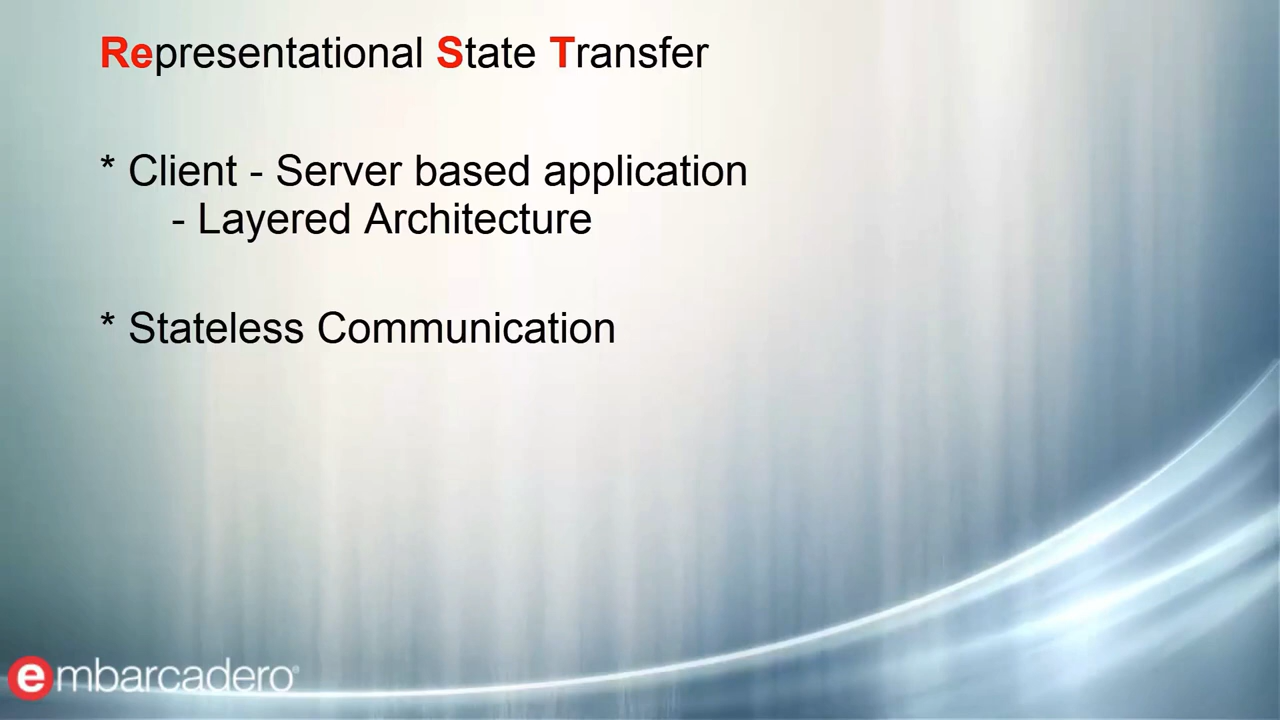 Representational State Transfer
* Client - Server based application
- Layered Architecture
* Stateless Communication
embarcadero®